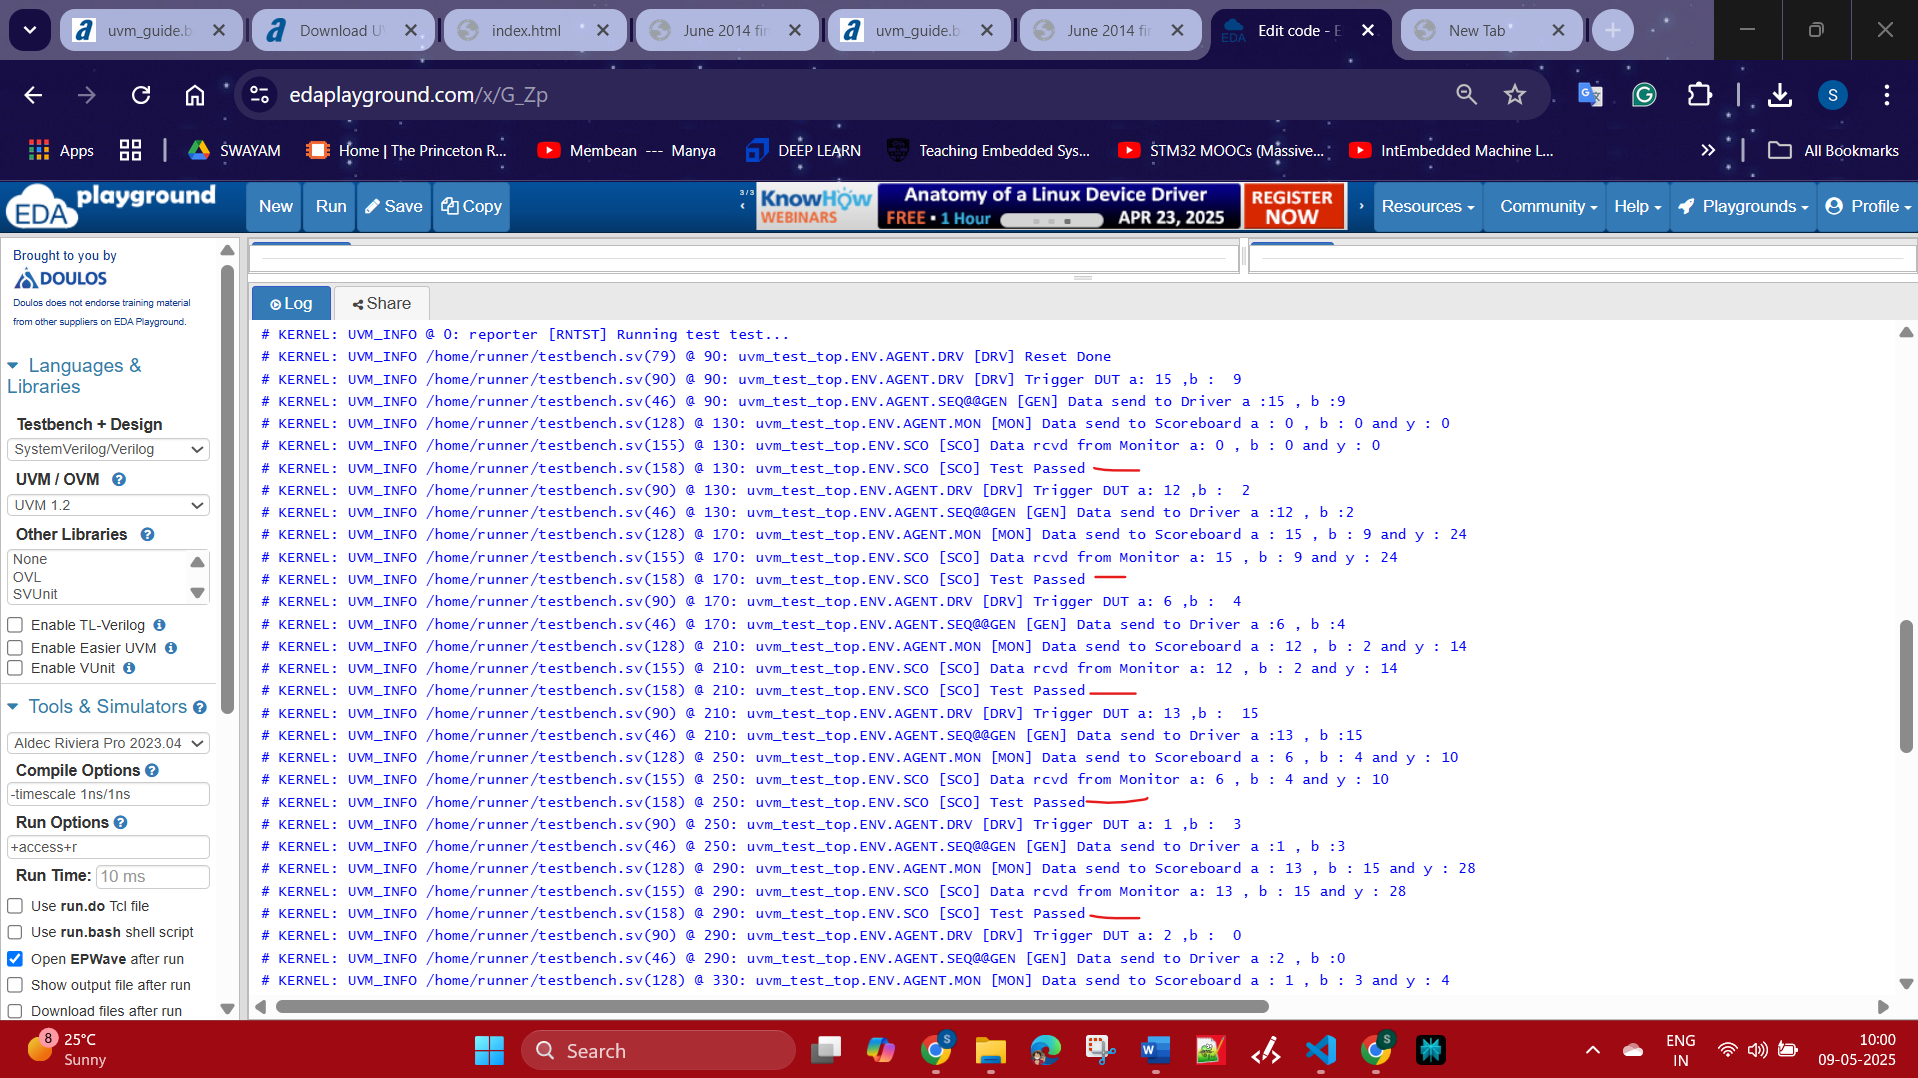 uvm_guide.b
Download U
index.html
June 2014 fi
uvm_guide.b
June 2014 fi
Edit code - E
New Tab
edaplayground.com/x/G_Zp
S
Apps
SWAYAM
Home | The Princeton R...
Membean --- Manya
DEEP LEARN
Teaching Embedded Sys...
STM32 MOOCs (Massive...
IntEmbedded Machine L...
All Bookmarks
EDA playground
New
Run
Save
Copy
3 / 3
KnowHow WEBINARS
Anatomy of a Linux Device Driver
FREE • 1 Hour
APR 23, 2025
REGISTER NOW
Resources
Community
Help
Playgrounds
Profile
Brought to you by
DOULOS
Doulos does not endorse training material
from other suppliers on EDA Playground.
Languages &
Libraries
Testbench + Design
SystemVerilog/Verilog
UVM / OVM
UVM 1.2
Other Libraries
None
OVL
SVUnit
Enable TL-Verilog
Enable Easier UVM
Enable VUnit
Tools & Simulators
Aldec Riviera Pro 2023.04
Compile Options
-timescale 1ns/1ns
Run Options
+access+r
Run Time: 10 ms
Use run.do Tcl file
Use run.bash shell script
Open EPWave after run
Show output file after run
Download files after run
Log
Share
# KERNEL: UVM_INFO @ 0: reporter [RNTST] Running test test...
# KERNEL: UVM_INFO /home/runner/testbench.sv(79) @ 90: uvm_test_top.ENV.AGENT.DRV [DRV] Reset Done
# KERNEL: UVM_INFO /home/runner/testbench.sv(90) @ 90: uvm_test_top.ENV.AGENT.DRV [DRV] Trigger DUT a: 15 ,b :  9
# KERNEL: UVM_INFO /home/runner/testbench.sv(46) @ 90: uvm_test_top.ENV.AGENT.SEQ@@GEN [GEN] Data send to Driver a :15 , b :9
# KERNEL: UVM_INFO /home/runner/testbench.sv(128) @ 130: uvm_test_top.ENV.AGENT.MON [MON] Data send to Scoreboard a : 0 , b : 0 and y : 0
# KERNEL: UVM_INFO /home/runner/testbench.sv(155) @ 130: uvm_test_top.ENV.SCO [SCO] Data rcvd from Monitor a: 0 , b : 0 and y : 0
# KERNEL: UVM_INFO /home/runner/testbench.sv(158) @ 130: uvm_test_top.ENV.SCO [SCO] Test Passed
# KERNEL: UVM_INFO /home/runner/testbench.sv(90) @ 130: uvm_test_top.ENV.AGENT.DRV [DRV] Trigger DUT a: 12 ,b :  2
# KERNEL: UVM_INFO /home/runner/testbench.sv(46) @ 130: uvm_test_top.ENV.AGENT.SEQ@@GEN [GEN] Data send to Driver a :12 , b :2
# KERNEL: UVM_INFO /home/runner/testbench.sv(128) @ 170: uvm_test_top.ENV.AGENT.MON [MON] Data send to Scoreboard a : 15 , b : 9 and y : 24
# KERNEL: UVM_INFO /home/runner/testbench.sv(155) @ 170: uvm_test_top.ENV.SCO [SCO] Data rcvd from Monitor a: 15 , b : 9 and y : 24
# KERNEL: UVM_INFO /home/runner/testbench.sv(158) @ 170: uvm_test_top.ENV.SCO [SCO] Test Passed
# KERNEL: UVM_INFO /home/runner/testbench.sv(90) @ 170: uvm_test_top.ENV.AGENT.DRV [DRV] Trigger DUT a: 6 ,b :  4
# KERNEL: UVM_INFO /home/runner/testbench.sv(46) @ 170: uvm_test_top.ENV.AGENT.SEQ@@GEN [GEN] Data send to Driver a :6 , b :4
# KERNEL: UVM_INFO /home/runner/testbench.sv(128) @ 210: uvm_test_top.ENV.AGENT.MON [MON] Data send to Scoreboard a : 12 , b : 2 and y : 14
# KERNEL: UVM_INFO /home/runner/testbench.sv(155) @ 210: uvm_test_top.ENV.SCO [SCO] Data rcvd from Monitor a: 12 , b : 2 and y : 14
# KERNEL: UVM_INFO /home/runner/testbench.sv(158) @ 210: uvm_test_top.ENV.SCO [SCO] Test Passed
# KERNEL: UVM_INFO /home/runner/testbench.sv(90) @ 210: uvm_test_top.ENV.AGENT.DRV [DRV] Trigger DUT a: 13 ,b :  15
# KERNEL: UVM_INFO /home/runner/testbench.sv(46) @ 210: uvm_test_top.ENV.AGENT.SEQ@@GEN [GEN] Data send to Driver a :13 , b :15
# KERNEL: UVM_INFO /home/runner/testbench.sv(128) @ 250: uvm_test_top.ENV.AGENT.MON [MON] Data send to Scoreboard a : 6 , b : 4 and y : 10
# KERNEL: UVM_INFO /home/runner/testbench.sv(155) @ 250: uvm_test_top.ENV.SCO [SCO] Data rcvd from Monitor a: 6 , b : 4 and y : 10
# KERNEL: UVM_INFO /home/runner/testbench.sv(158) @ 250: uvm_test_top.ENV.SCO [SCO] Test Passed
# KERNEL: UVM_INFO /home/runner/testbench.sv(90) @ 250: uvm_test_top.ENV.AGENT.DRV [DRV] Trigger DUT a: 1 ,b :  3
# KERNEL: UVM_INFO /home/runner/testbench.sv(46) @ 250: uvm_test_top.ENV.AGENT.SEQ@@GEN [GEN] Data send to Driver a :1 , b :3
# KERNEL: UVM_INFO /home/runner/testbench.sv(128) @ 290: uvm_test_top.ENV.AGENT.MON [MON] Data send to Scoreboard a : 13 , b : 15 and y : 28
# KERNEL: UVM_INFO /home/runner/testbench.sv(155) @ 290: uvm_test_top.ENV.SCO [SCO] Data rcvd from Monitor a: 13 , b : 15 and y : 28
# KERNEL: UVM_INFO /home/runner/testbench.sv(158) @ 290: uvm_test_top.ENV.SCO [SCO] Test Passed
# KERNEL: UVM_INFO /home/runner/testbench.sv(90) @ 290: uvm_test_top.ENV.AGENT.DRV [DRV] Trigger DUT a: 2 ,b :  0
# KERNEL: UVM_INFO /home/runner/testbench.sv(46) @ 290: uvm_test_top.ENV.AGENT.SEQ@@GEN [GEN] Data send to Driver a :2 , b :0
# KERNEL: UVM_INFO /home/runner/testbench.sv(128) @ 330: uvm_test_top.ENV.AGENT.MON [MON] Data send to Scoreboard a : 1 , b : 3 and y : 4
8
25°C
Sunny
Search
ENG
IN
10:00
09-05-2025